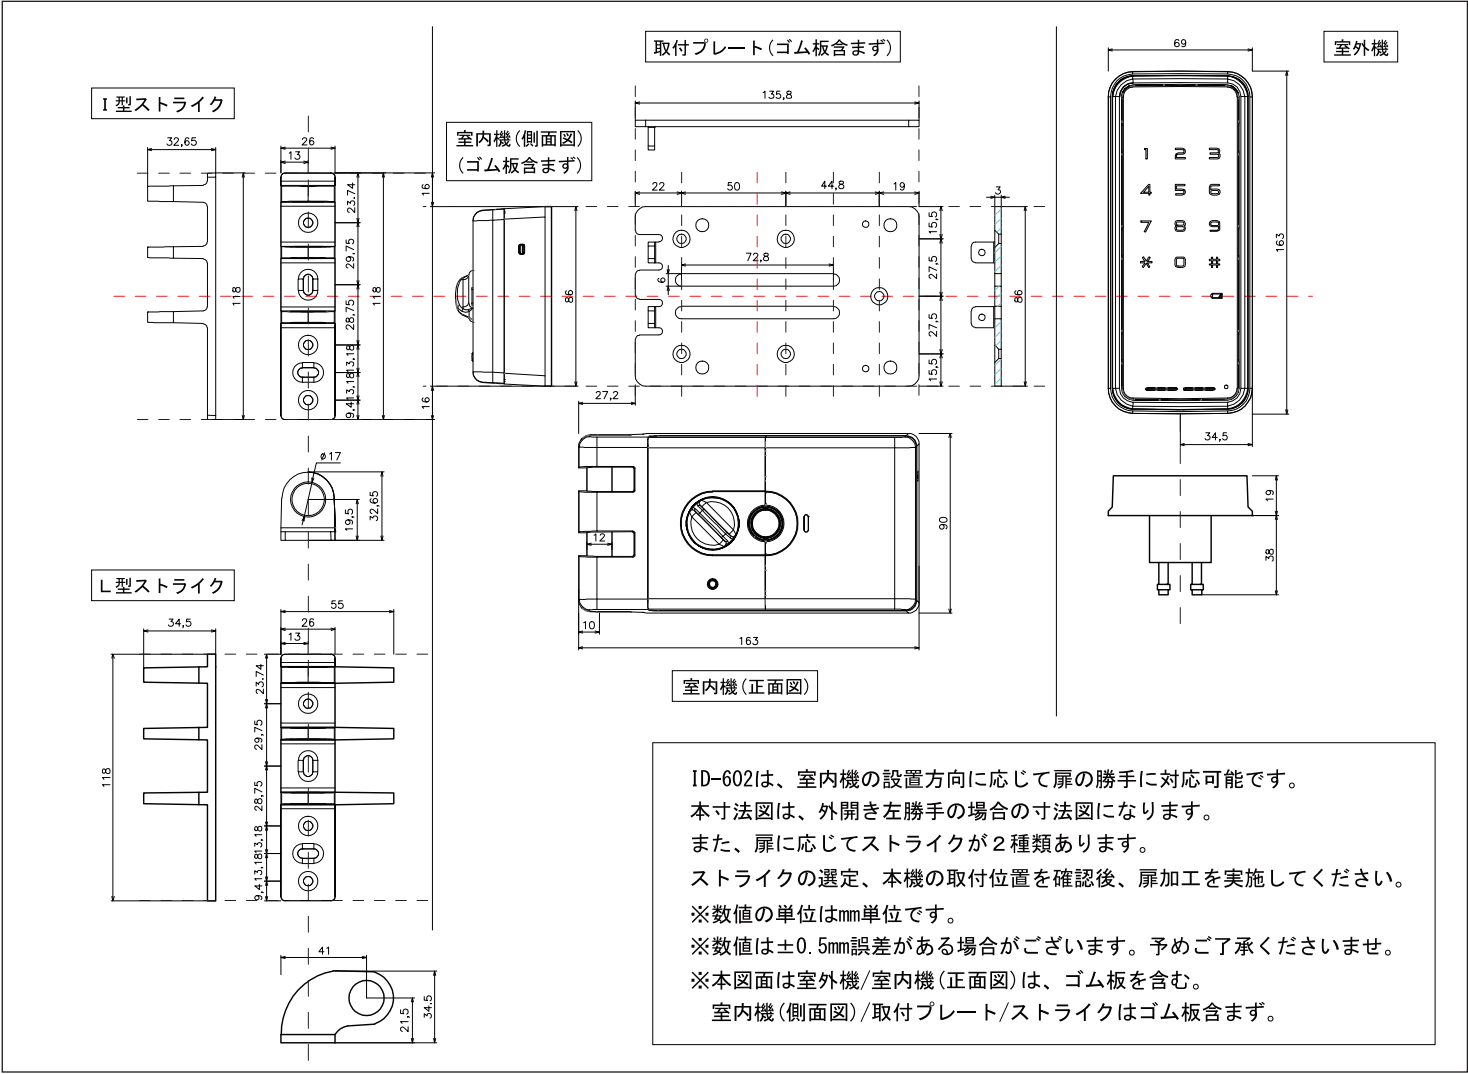 I型ストライク
32,65
26
13
118
23.74
29,75
28,75
13,18
13,18
9,4
118
16
16
ø17
19,5
32,65
L型ストライク
34,5
55
26
13
118
23.74
29,75
28,75
13,18
13,18
9,4
41
21,5
34.5
室内機(側面図)
(ゴム板含まず)
86
取付プレート(ゴム板含まず)
135,8
22
50
44,8
19
72,8
6
15,5
27,5
27,5
15,5
3
86
27,2
12
10
163
90
室内機(正面図)
室外機
69
1 2 3
4 5 6
7 8 9
* 0 #
163
34,5
19
38
ID-602は、室内機の設置方向に応じて扉の勝手に対応可能です。
本寸法図は、外開き左勝手の場合の寸法図になります。
また、扉に応じてストライクが2種類あります。
ストライクの選定、本機の取付位置を確認後、扉加工を実施してください。
※数値の単位はmm単位です。
※数値は±0.5mm誤差がある場合がございます。予めご了承くださいませ。
※本図面は室外機/室内機(正面図)は、ゴム板を含む。
室内機(側面図)/取付プレート/ストライクはゴム板含まず。